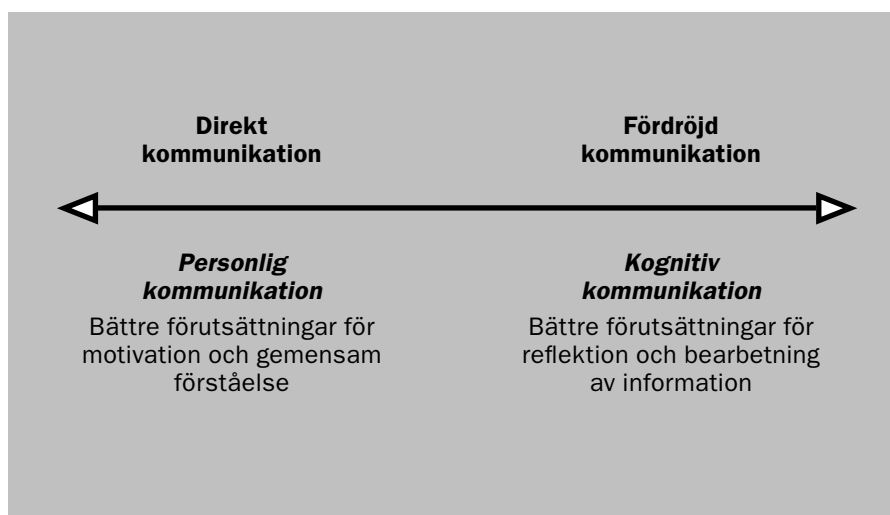 Direkt
kommunikation
Fördröjd
kommunikation
Personlig
kommunikation
Bättre förutsättningar för
motivation och gemensam
förståelse
Kognitiv
kommunikation
Bättre förutsättningar för
reflektion och bearbetning
av information